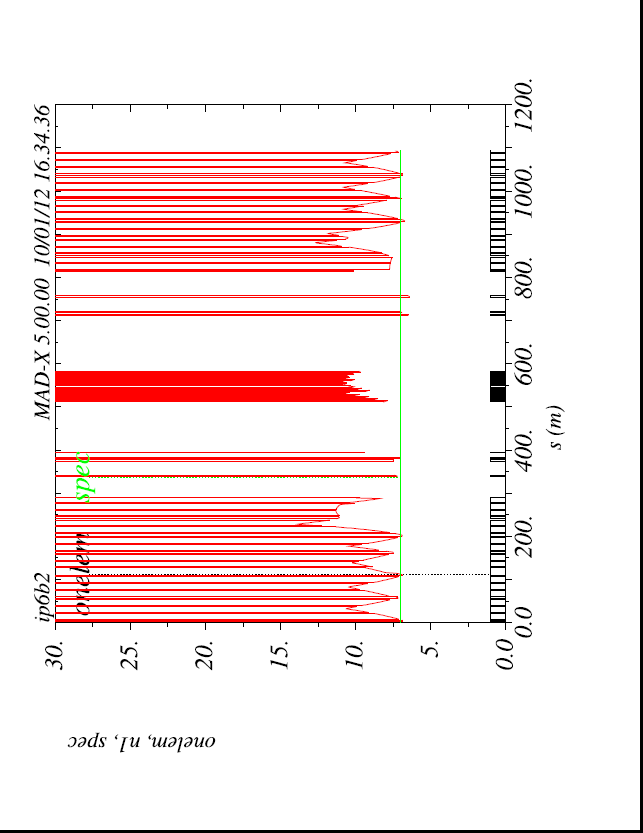 ip6b2 MAD-X 5.00.00 10/01/12 16.34.36
onelem spec
30.
25.
20.
15.
10.
5.
0.0
0.0 200. 400. 600. 800. 1000. 1200.
s (m)
onelem, n1, spec